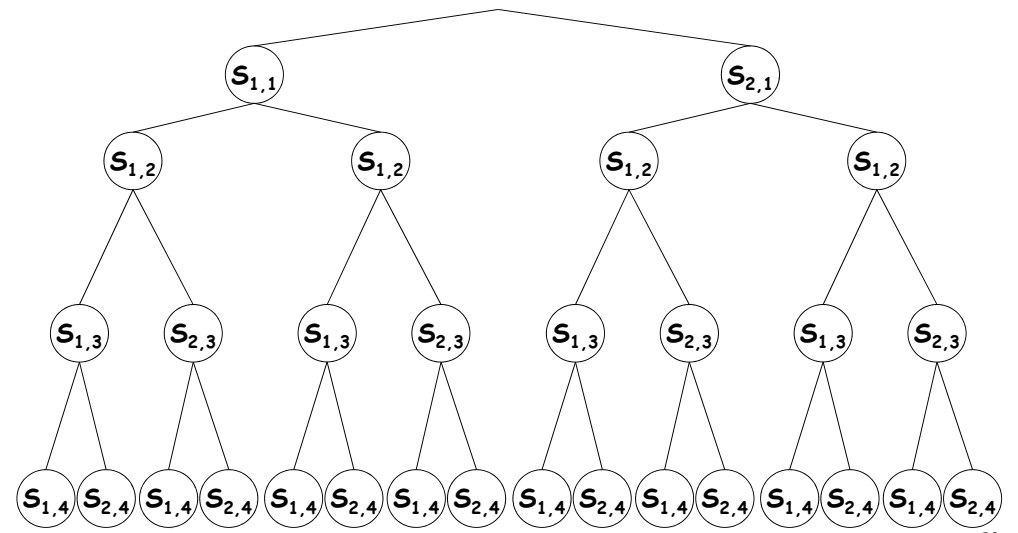 S1,1 S2,1
S1,2 S1,2 S1,2 S1,2
S1,3 S2,3 S1,3 S2,3 S1,3 S2,3 S1,3 S2,3
S1,4 S2,4 S1,4 S2,4 S1,4 S2,4 S1,4 S2,4 S1,4 S2,4 S1,4 S2,4 S1,4 S2,4 S1,4 S2,4